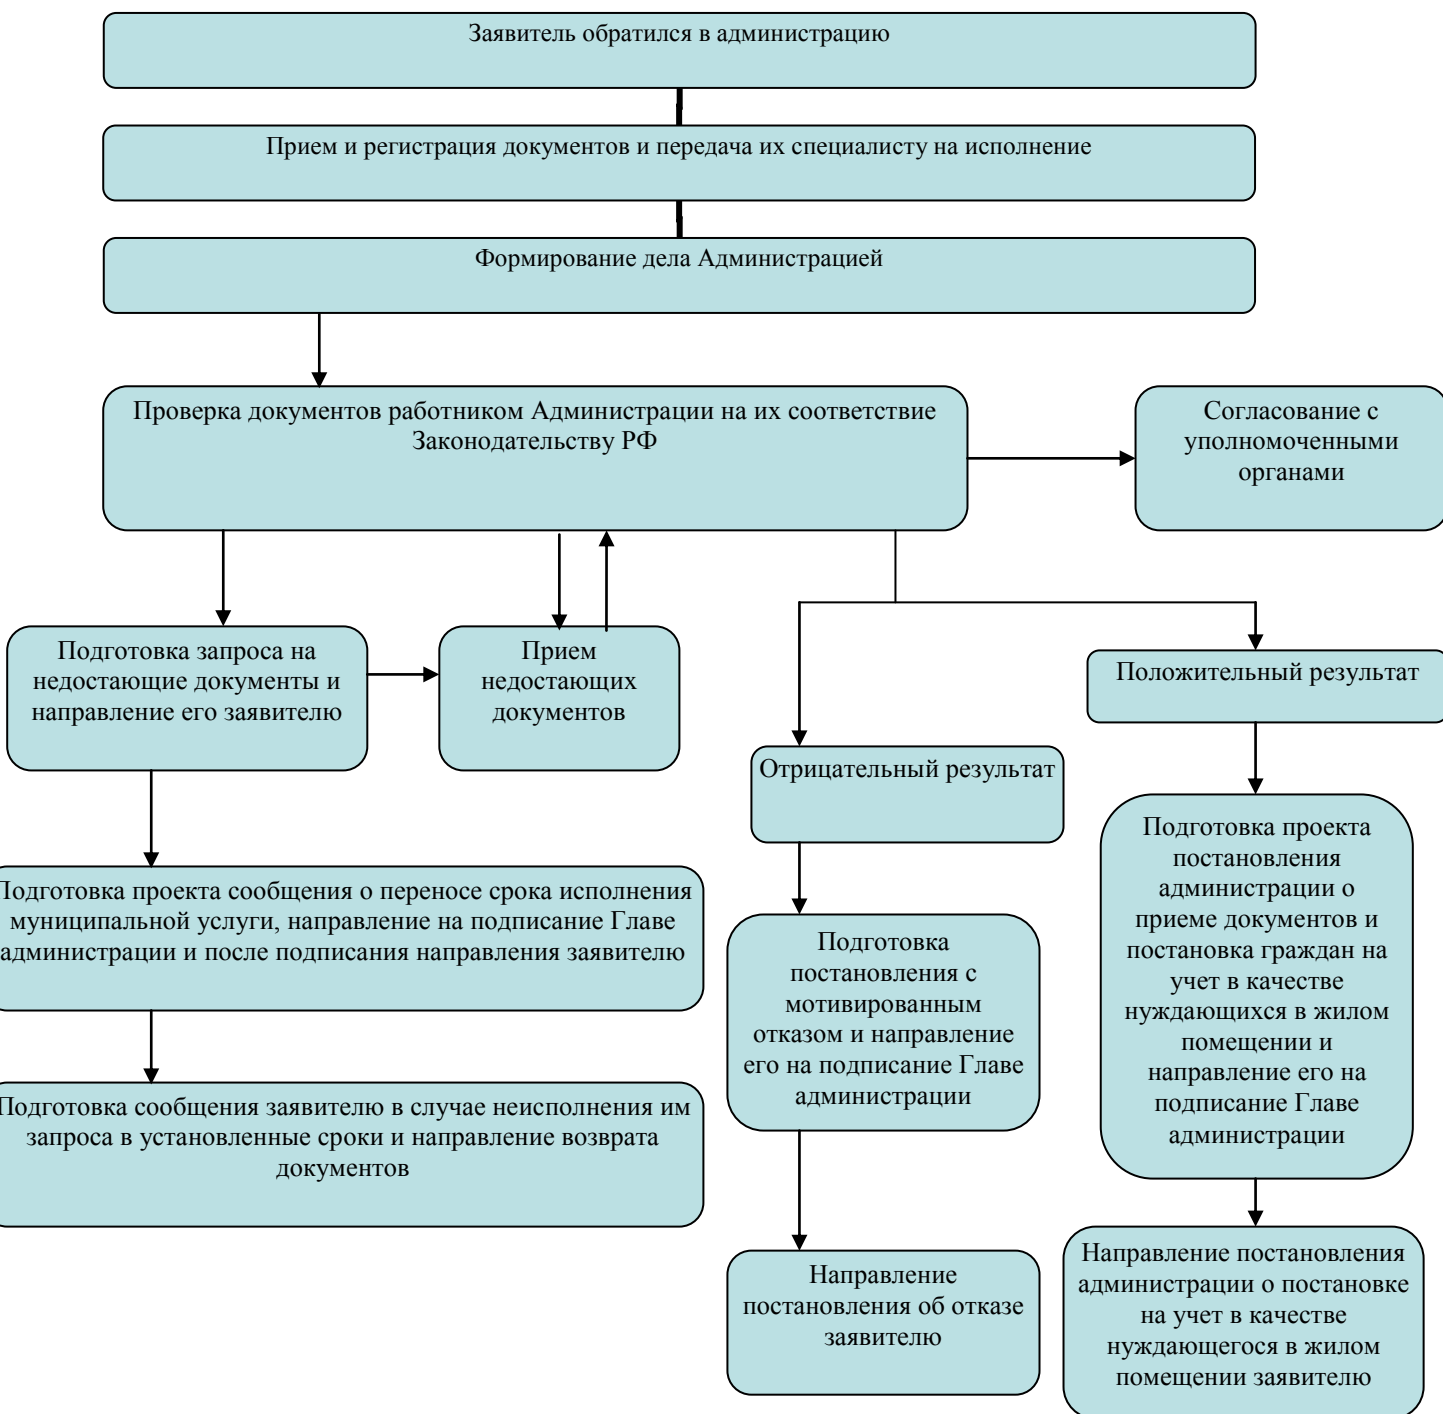 Заявитель обратился в администрацию
Прием и регистрация документов и передача их специалисту на исполнение
Формирование дела Администрацией
Проверка документов работником Администрации на их соответствие
Законодательству РФ
Согласование с
уполномоченными
органами
Подготовка запроса на
недостающие документы и
направление его заявителю
Прием
недостающих
документов
Положительный результат
Отрицательный результат
Подготовка проекта сообщения о переносе срока исполнения
муниципальной услуги, направление на подписание Главе
администрации и после подписания направления заявителю
Подготовка сообщения заявителю в случае неисполнения им
запроса в установленные сроки и направление возврата
документов
Подготовка
постановления с
мотивированным
отказом и направление
его на подписание Главе
администрации
Подготовка проекта
постановления
администрации о
приеме документов и
постановка граждан на
учет в качестве
нуждающихся в жилом
помещении и
направление его на
подписание Главе
администрации
Направление
постановления об отказе
заявителю
Направление постановления
администрации о постановке
на учет в качестве
нуждающегося в жилом
помещении заявителю